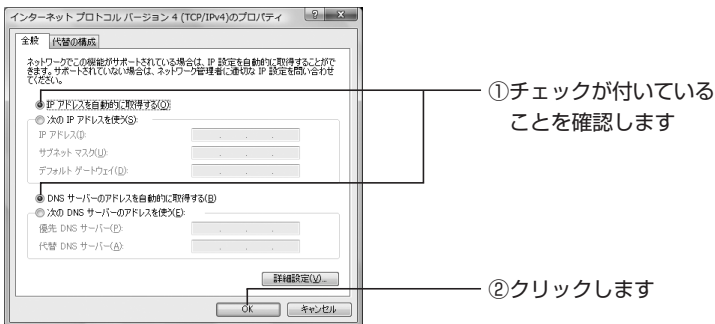 インターネット プロトコル バージョン 4 (TCP/IPv4)のプロパティ
全般
代替の構成
ネットワークでこの機能がサポートされている場合は、IP 設定を自動的に取得することがで
きます。サポートされていない場合は、ネットワーク管理者に適切な IP 設定を問い合わせ
てください。
IP アドレスを自動的に取得する(O)
次の IP アドレスを使う(S):
IP アドレス(I):
サブネット マスク(U):
デフォルト ゲートウェイ(D):
DNS サーバーのアドレスを自動的に取得する(B)
次の DNS サーバーのアドレスを使う(E):
優先 DNS サーバー(P):
代替 DNS サーバー(A):
詳細設定(V)...
OK
キャンセル
①チェックが付いている
ことを確認します
②クリックします